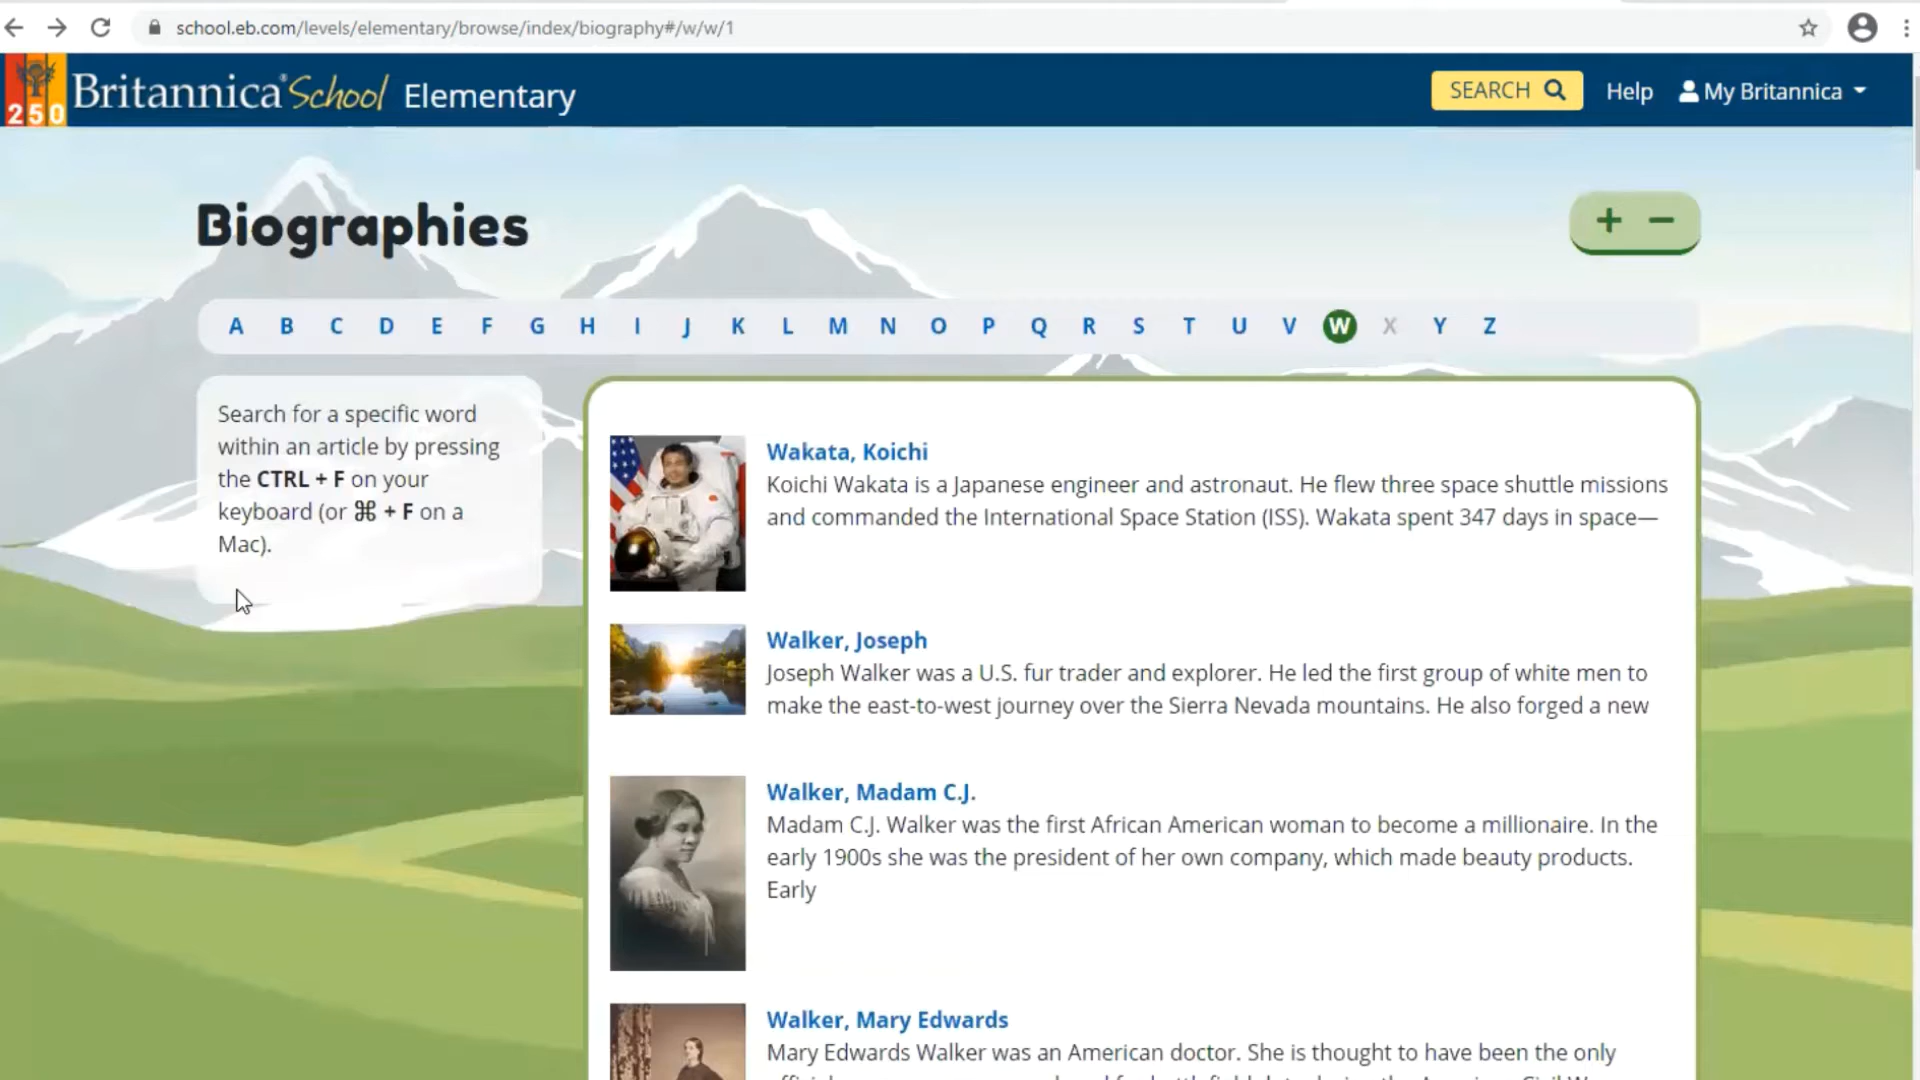 school.eb.com/levels/elementary/browse/index/biography#/w/w/1
250 Britannica® School Elementary SEARCH Help My Britannica
Biographies
+ −
A B C D E F G H I J K L M N O P Q R S T U V W X Y Z
Search for a specific word
within an article by pressing
the CTRL + F on your
keyboard (or ⌘ + F on a
Mac).
Wakata, Koichi
Koichi Wakata is a Japanese engineer and astronaut. He flew three space shuttle missions
and commanded the International Space Station (ISS). Wakata spent 347 days in space—
Walker, Joseph
Joseph Walker was a U.S. fur trader and explorer. He led the first group of white men to
make the east-to-west journey over the Sierra Nevada mountains. He also forged a new
Walker, Madam C.J.
Madam C.J. Walker was the first African American woman to become a millionaire. In the
early 1900s she was the president of her own company, which made beauty products.
Early
Walker, Mary Edwards
Mary Edwards Walker was an American doctor. She is thought to have been the only